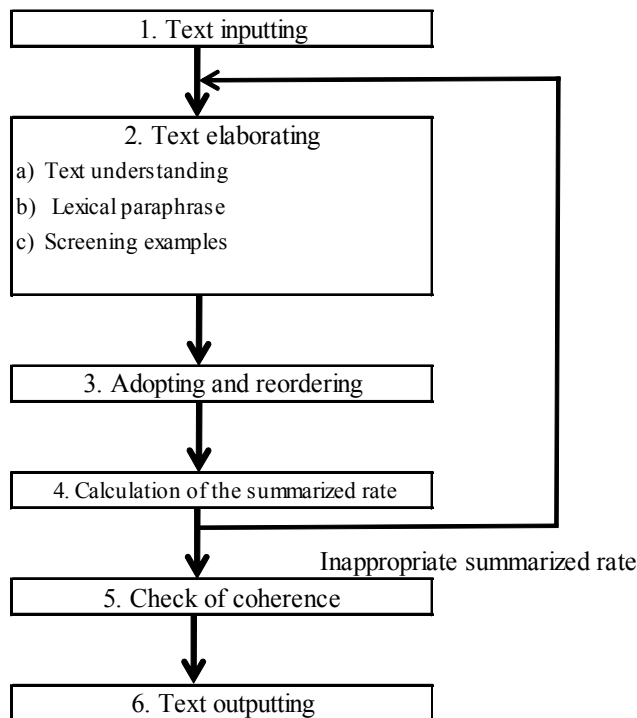 1. Text inputting
2. Text elaborating
a) Text understanding
b) Lexical paraphrase
c) Screening examples
3. Adopting and reordering
4. Calculation of the summarized rate
Inappropriate summarized rate
5. Check of coherence
6. Text outputting